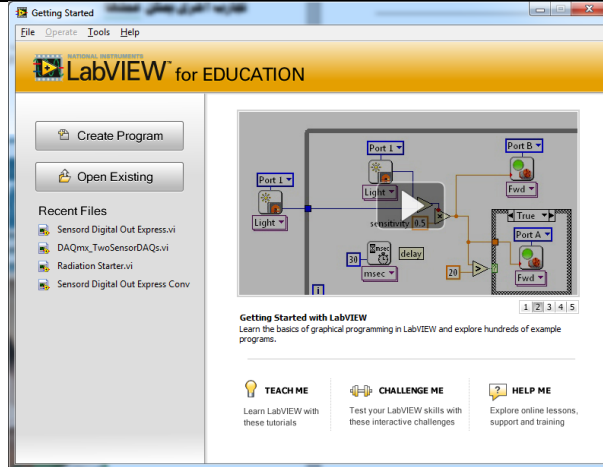 Getting Started
File Operate Tools Help
NATIONAL INSTRUMENTS
LabVIEW™ for EDUCATION
Create Program
Open Existing
Recent Files
Sensord Digital Out Express.vi
DAQmx_TwoSensorDAQs.vi
Radiation Starter.vi
Sensord Digital Out Express Conv
Port 1
Light
Port 1
Light
sensitivity 0.5
30
msec
msec
delay
20
Port B
Fwd
True
Port A
Fwd
i
1 2 3 4 5
Getting Started with LabVIEW
Learn the basics of graphical programming in LabVIEW and explore hundreds of example
programs.
TEACH ME
Learn LabVIEW with
these tutorials
CHALLENGE ME
Test your LabVIEW skills with
these interactive challenges
HELP ME
Explore online lessons,
support and training